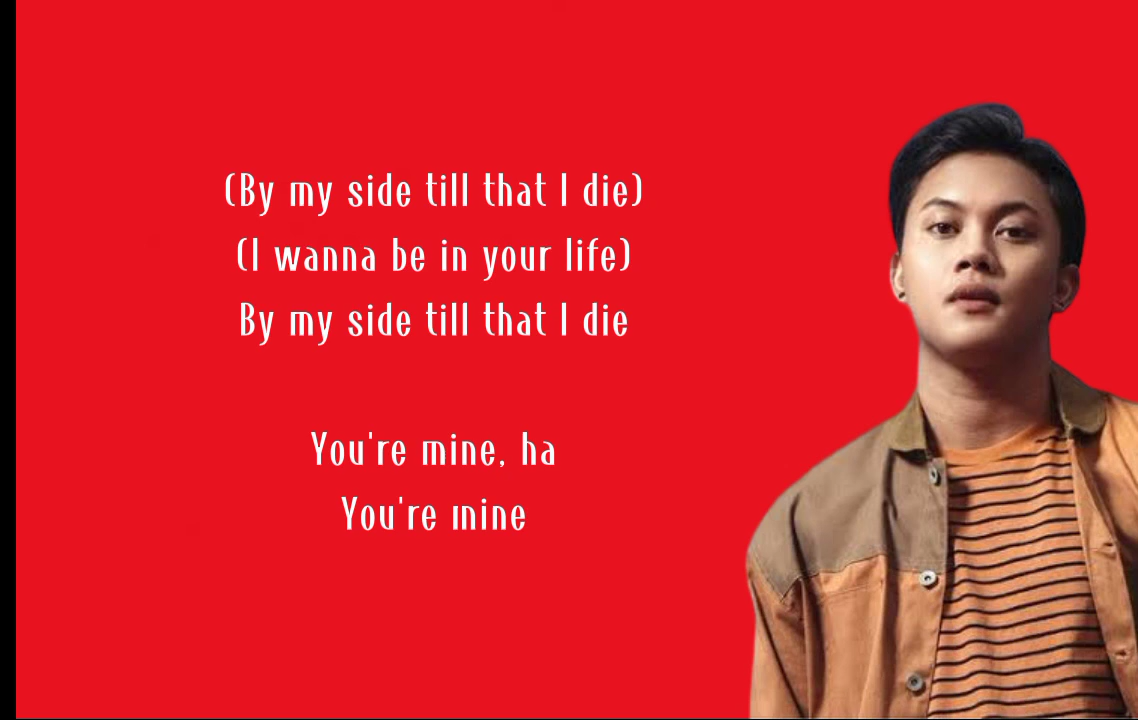 (By my side till that I die)
(I wanna be in your life)
By my side till that I die
You're mine, ha
You're mine